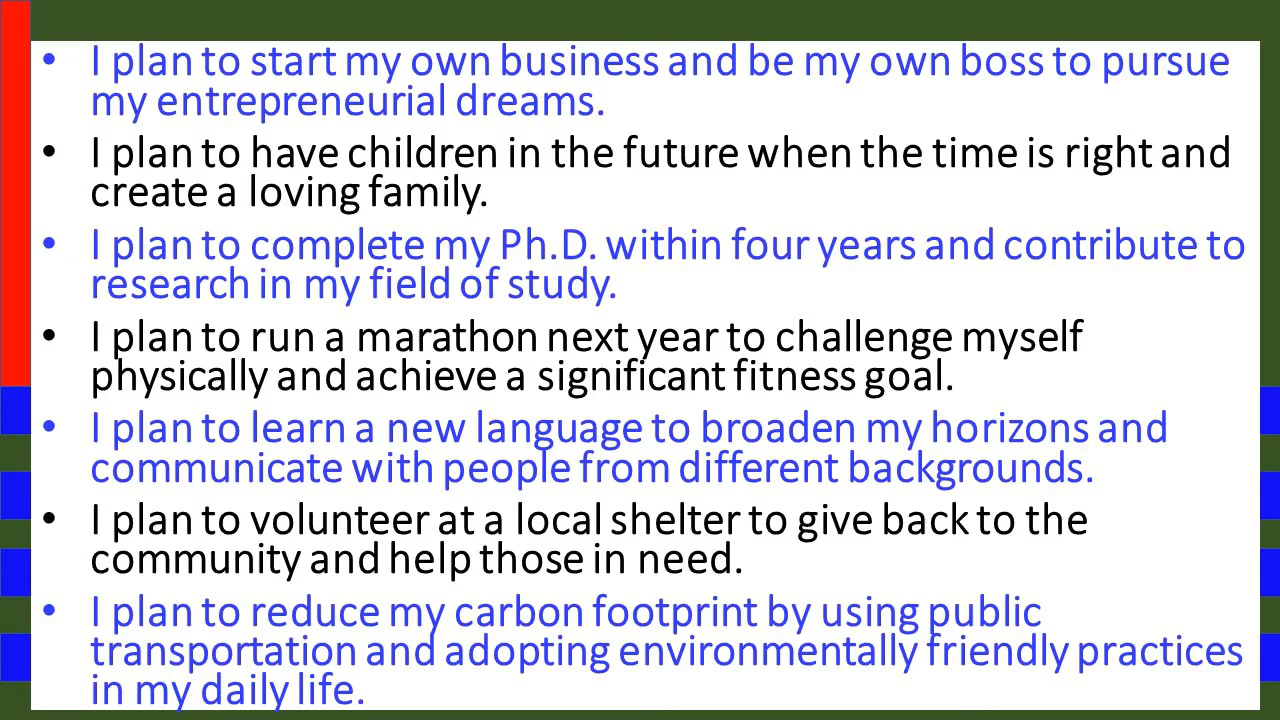 • I plan to start my own business and be my own boss to pursue
my entrepreneurial dreams.
• I plan to have children in the future when the time is right and
create a loving family.
• I plan to complete my Ph.D. within four years and contribute to
research in my field of study.
• I plan to run a marathon next year to challenge myself
physically and achieve a significant fitness goal.
• I plan to learn a new language to broaden my horizons and
communicate with people from different backgrounds.
• I plan to volunteer at a local shelter to give back to the
community and help those in need.
• I plan to reduce my carbon footprint by using public
transportation and adopting environmentally friendly practices
in my daily life.